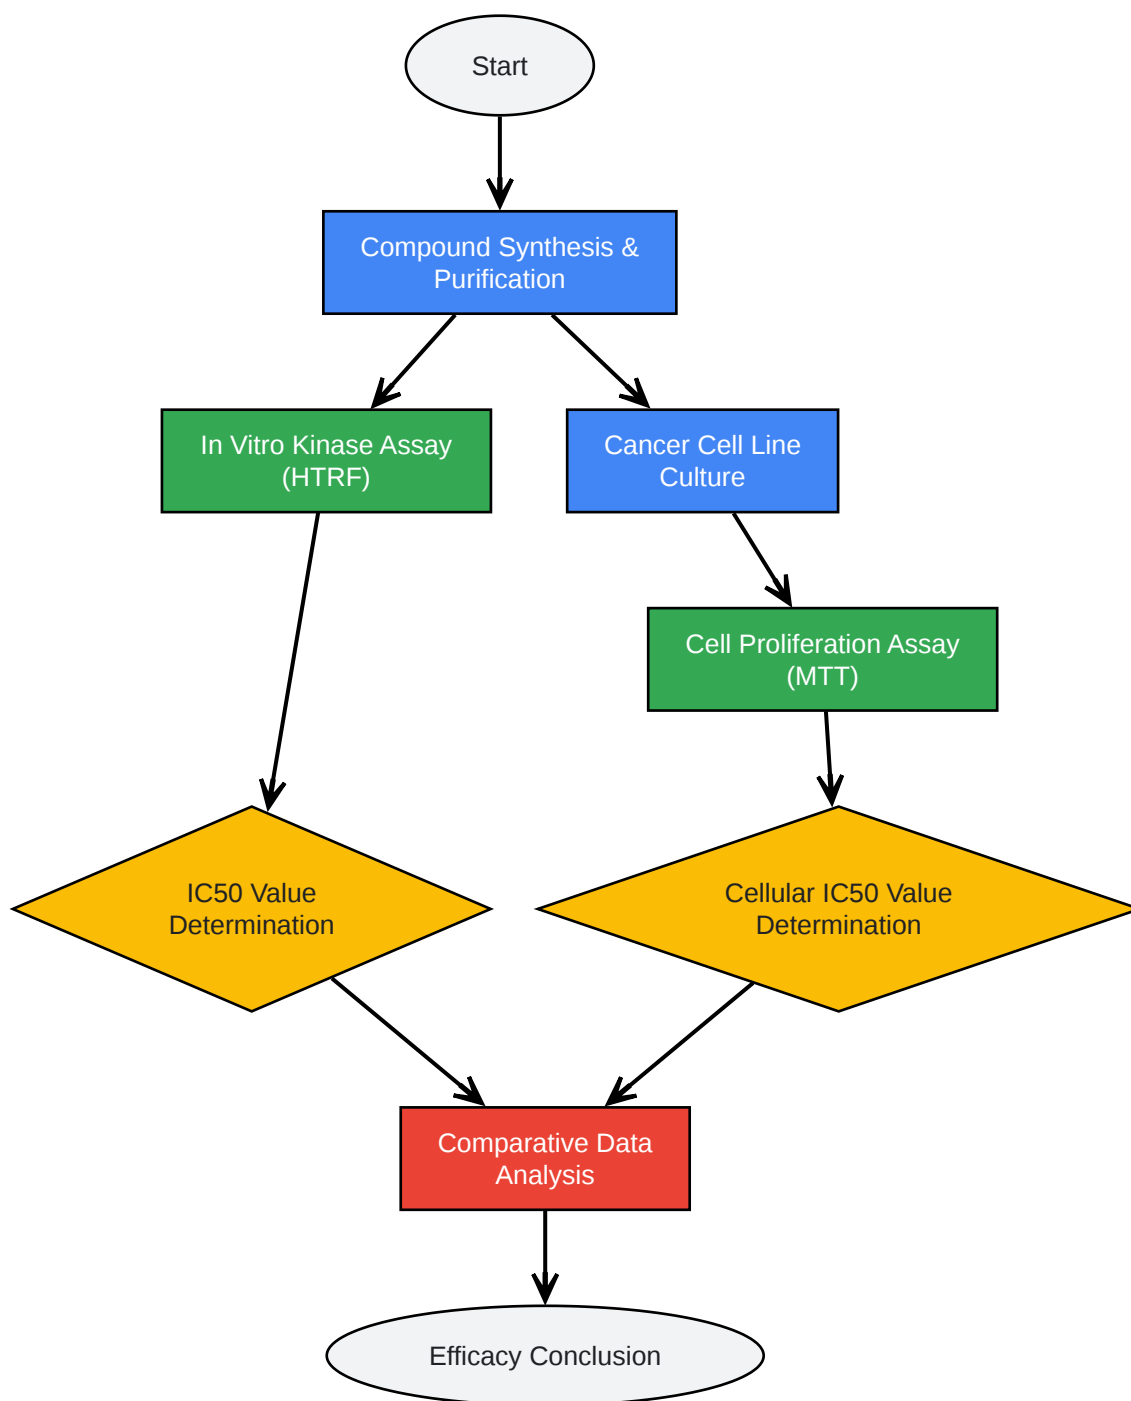 Start
Compound Synthesis &
Purification
In Vitro Kinase Assay
(HTRF)
Cancer Cell Line
Culture
Cell Proliferation Assay
(MTT)
IC50 Value
Determination
Cellular IC50 Value
Determination
Comparative Data
Analysis
Efficacy Conclusion